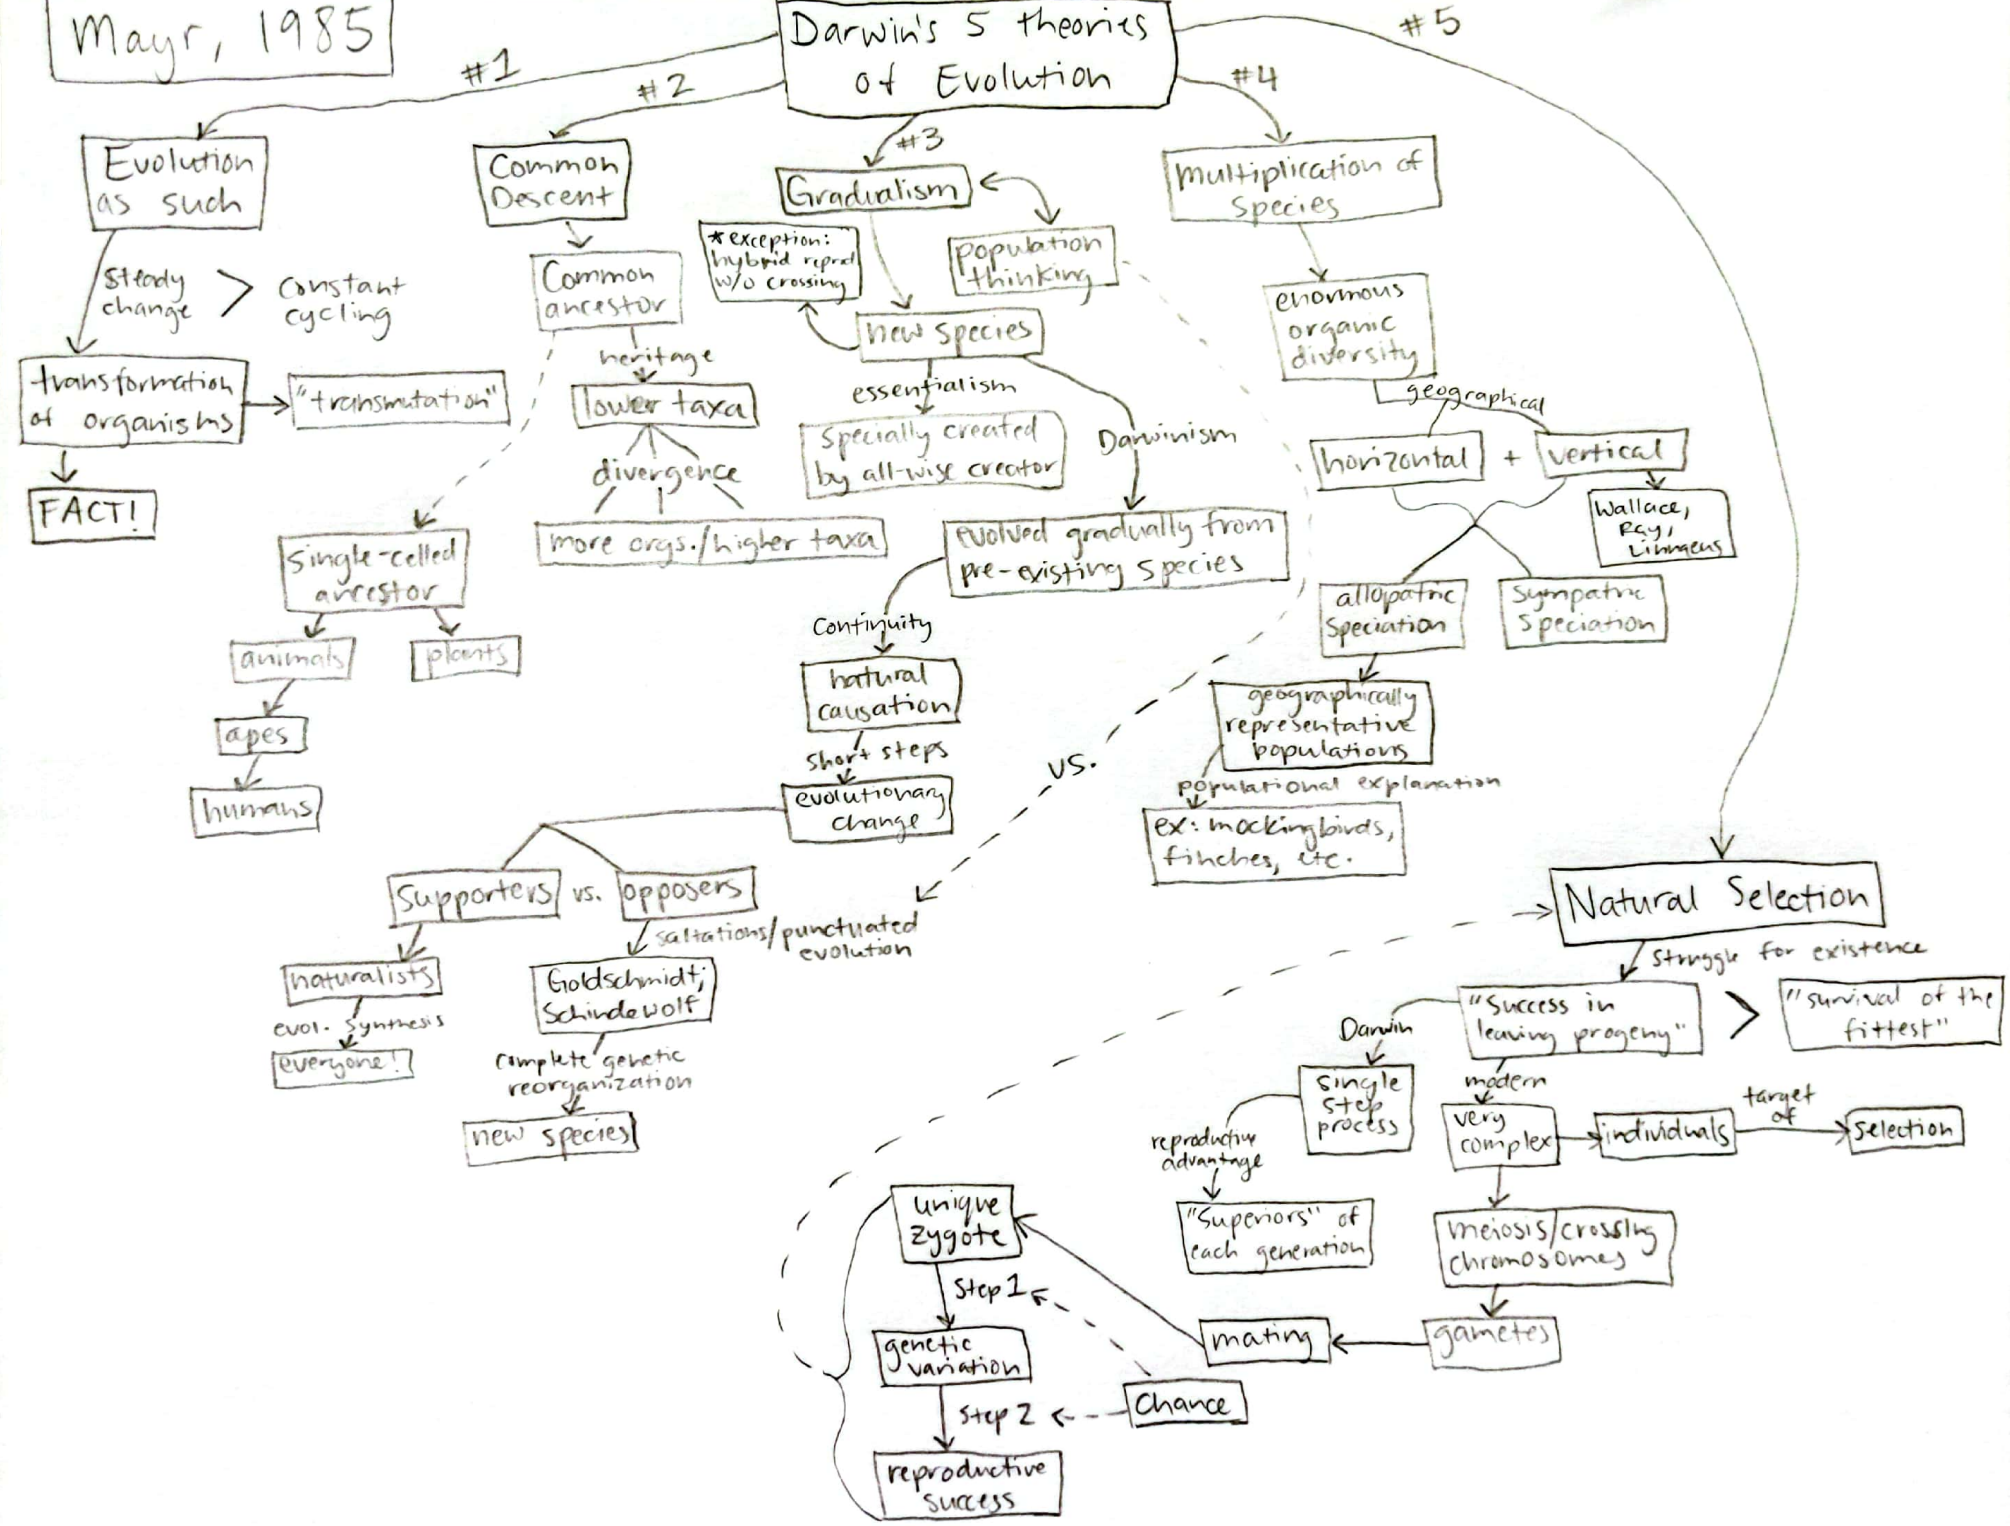 Mayr, 1985
Darwin's 5 theories
of Evolution
#1
#2
#3
#4
#5
Evolution
as such
steady
change
>
constant
cycling
transformation
of organisms
"transmutation"
FACT!
Common
Descent
Common
ancestor
heritage
lower taxa
divergence
more orgs./higher taxa
single-celled
ancestor
animals
plants
apes
humans
Gradualism
population
thinking
*exception:
hybrid reprod
w/o crossing
new species
essentialism
specially created
by all-wise creator
Darwinism
evolved gradually from
pre-existing species
Continuity
natural
causation
short steps
evolutionary
change
supporters
vs.
opposers
naturalists
evol. synthesis
everyone!
saltations/punctuated
evolution
Goldschmidt;
Schindewolf
complete genetic
reorganization
new species
vs.
Multiplication of
Species
enormous
organic
diversity
geographical
horizontal
+
vertical
Wallace,
Ray,
Linnaeus
allopatric
speciation
sympatric
speciation
geographically
representative
populations
populational explanation
ex: mockingbirds,
finches, etc.
Natural Selection
struggle for existence
"success in
leaving progeny"
>
"survival of the
fittest"
Darwin
single
step
process
reproductive
advantage
"Superiors" of
each generation
modern
very
complex
individuals
target
of
selection
meiosis/crossing
chromosomes
gametes
mating
unique
zygote
Step 1
genetic
variation
Step 2
Chance
reproductive
success